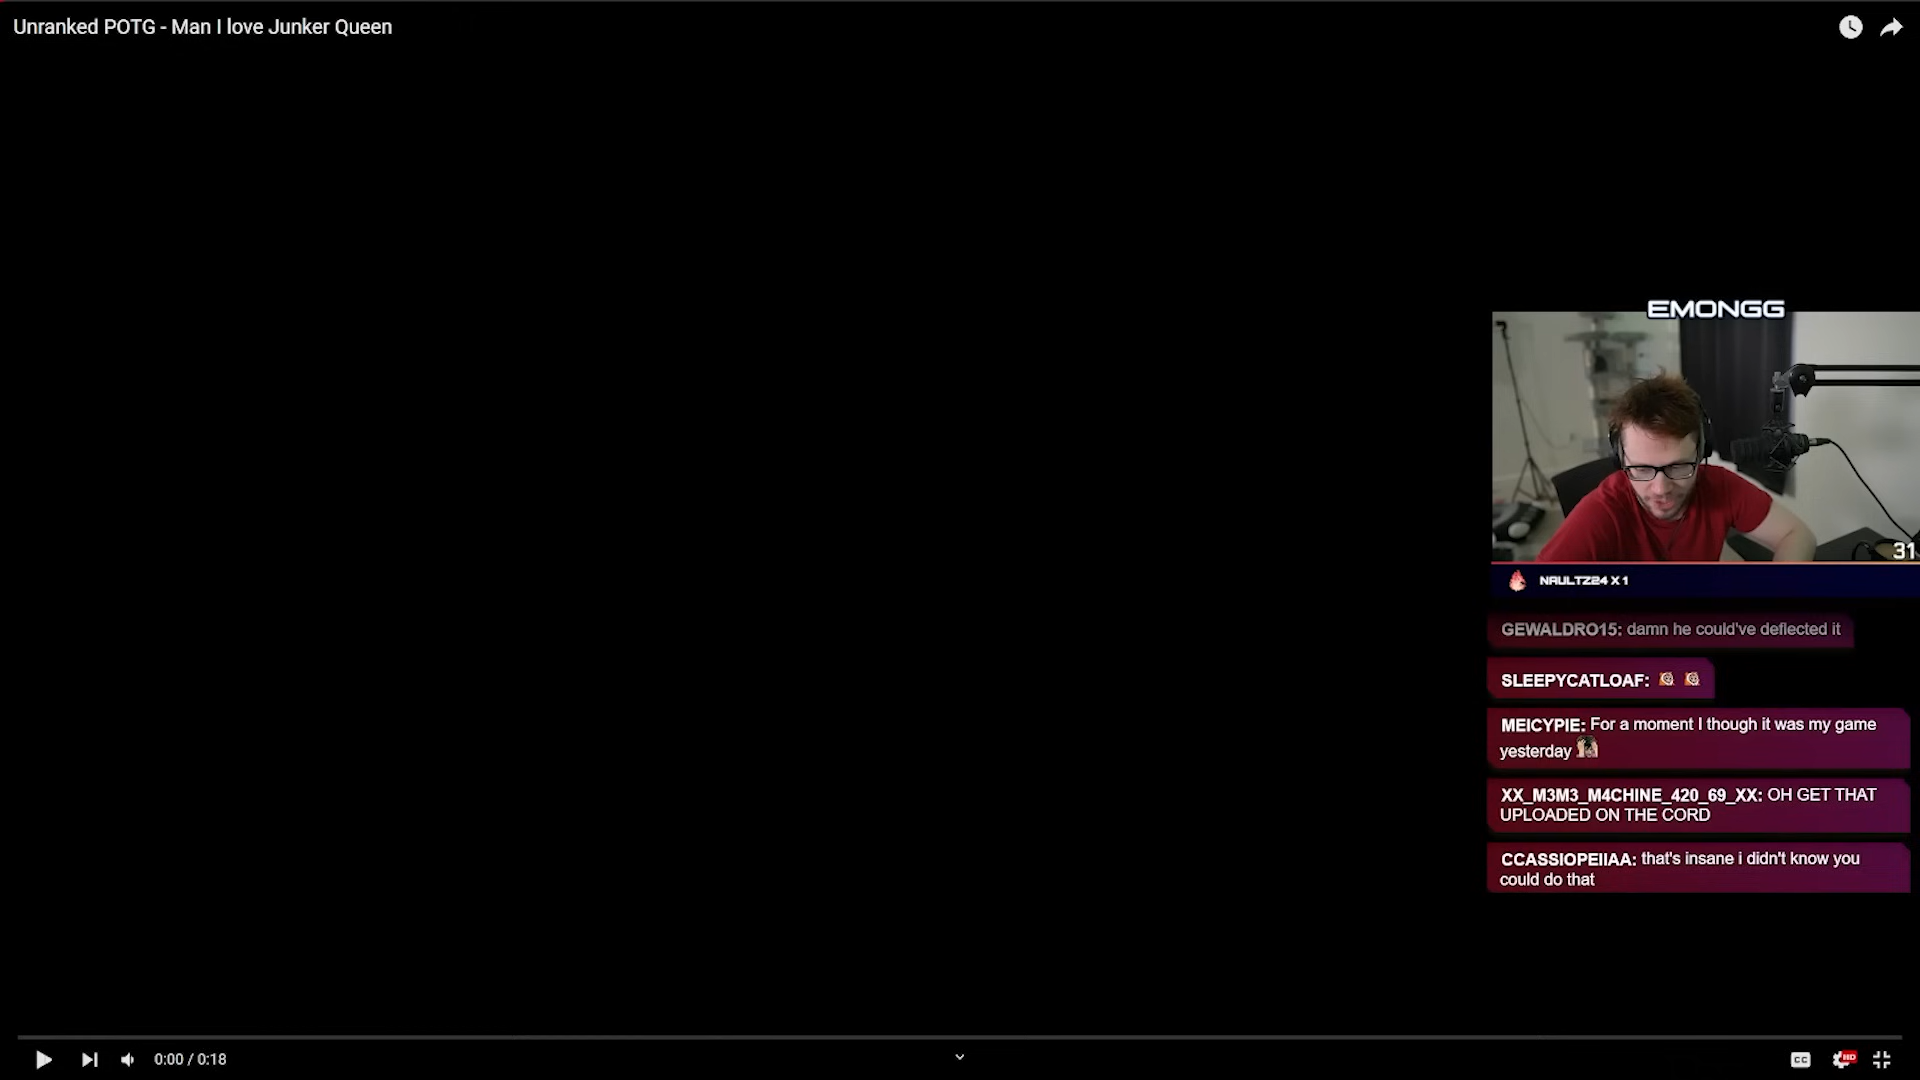 Unranked POTG - Man I love Junker Queen
EMONGG
31
NAULTZ24 X 1
GEWALDRO15: damn he could've deflected it
SLEEPYCATLOAF:
MEICYPIE: For a moment I though it was my game
yesterday
XX_M3M3_M4CHINE_420_69_XX: OH GET THAT
UPLOADED ON THE CORD
CCASSIOPEIIAA: that's insane i didn't know you
could do that
0:00 / 0:18
CC
HD